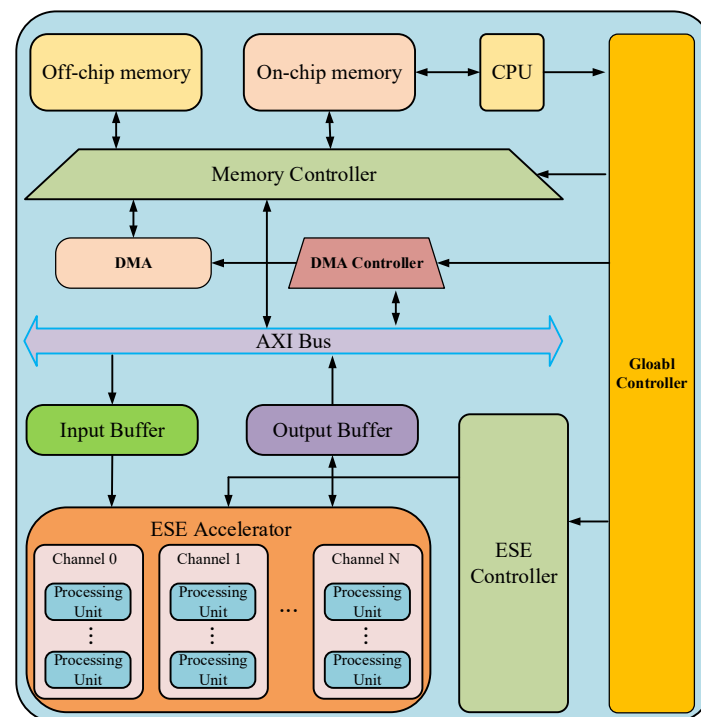 Off-chip memory
On-chip memory
CPU
Memory Controller
DMA
DMA Controller
AXI Bus
Gloabl
Controller
Input Buffer
Output Buffer
ESE Accelerator
ESE
Controller
Channel 0
Channel 1
Channel N
Processing
Unit
Processing
Unit
Processing
Unit
...
Processing
Unit
Processing
Unit
Processing
Unit